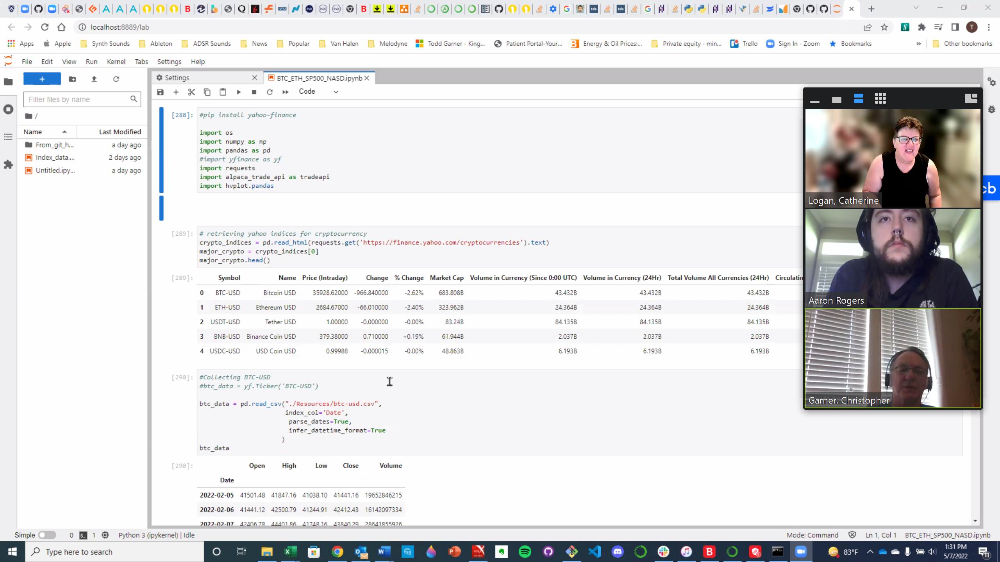 localhost:8889/lab
Apps Apple Synth Sounds Ableton ADSR Sounds News Popular Van Halen Melodyne Todd Garner - King... Patient Portal-Your... Energy & Oil Prices:... Private equity - min... Trello Sign In - Zoom Bookmarks » Other bookmarks
File Edit View Run Kernel Tabs Settings Help
Settings BTC_ETH_SP500_NASD.ipynb
Code
Filter files by name
/
Name Last Modified
From_git_h... a day ago
Index_data.... 2 days ago
Untitled.ipy... a day ago
[288]: #pip install yahoo-finance
import os
import numpy as np
import pandas as pd
#import yfinance as yf
import requests
import alpaca_trade_api as tradeapi
import hvplot.pandas
[289]: # retrieving yahoo indices for cryptocurrency
crypto_indices = pd.read_html(requests.get('https://finance.yahoo.com/cryptocurrencies').text)
major_crypto = crypto_indices[0]
major_crypto.head()
[289]: Symbol Name Price (Intraday) Change % Change Market Cap Volume in Currency (Since 0:00 UTC) Volume in Currency (24Hr) Total Volume All Currencies (24Hr) Circulatin
0 BTC-USD Bitcoin USD 35928.62000 -966.840000 -2.62% 683.808B 43.432B 43.432B 43.432B
1 ETH-USD Ethereum USD 2684.67000 -66.010000 -2.40% 323.962B 24.364B 24.364B 24.364B
2 USDT-USD Tether USD 1.00000 -0.000000 -0.00% 83.24B 84.135B 84.135B 84.135B
3 BNB-USD Binance Coin USD 379.38000 0.710000 +0.19% 61.944B 2.037B 2.037B 2.037B
4 USDC-USD USD Coin USD 0.99988 -0.000015 -0.00% 48.863B 6.193B 6.193B 6.193B
[290]: #Collecting BTC-USD
#btc_data = yf.Ticker('BTC-USD')
btc_data = pd.read_csv("./Resources/btc-usd.csv",
index_col='Date',
parse_dates=True,
infer_datetime_format=True
)
btc_data
[290]: Open High Low Close Volume
Date
2022-02-05 41501.48 41847.16 41038.10 41441.16 19652846215
2022-02-06 41441.12 42500.79 41244.91 42412.43 16142097334
2022-02-07 42406.78 44401.86 41748.16 43840.29 28641855926
Logan, Catherine
Aaron Rogers
Garner, Christopher
cb
Simple 0 1 Python 3 (ipykernel) | Idle Mode: Command Ln 1, Col 1 BTC_ETH_SP500_NASD.ipynb
Type here to search
83°F
1:31 PM
5/7/2022
11